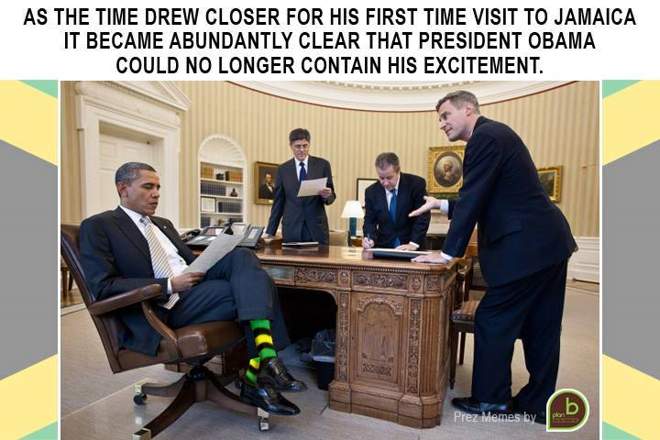 AS THE TIME DREW CLOSER FOR HIS FIRST TIME VISIT TO JAMAICA
IT BECAME ABUNDANTLY CLEAR THAT PRESIDENT OBAMA
COULD NO LONGER CONTAIN HIS EXCITEMENT.
Prez Memes by
plan b